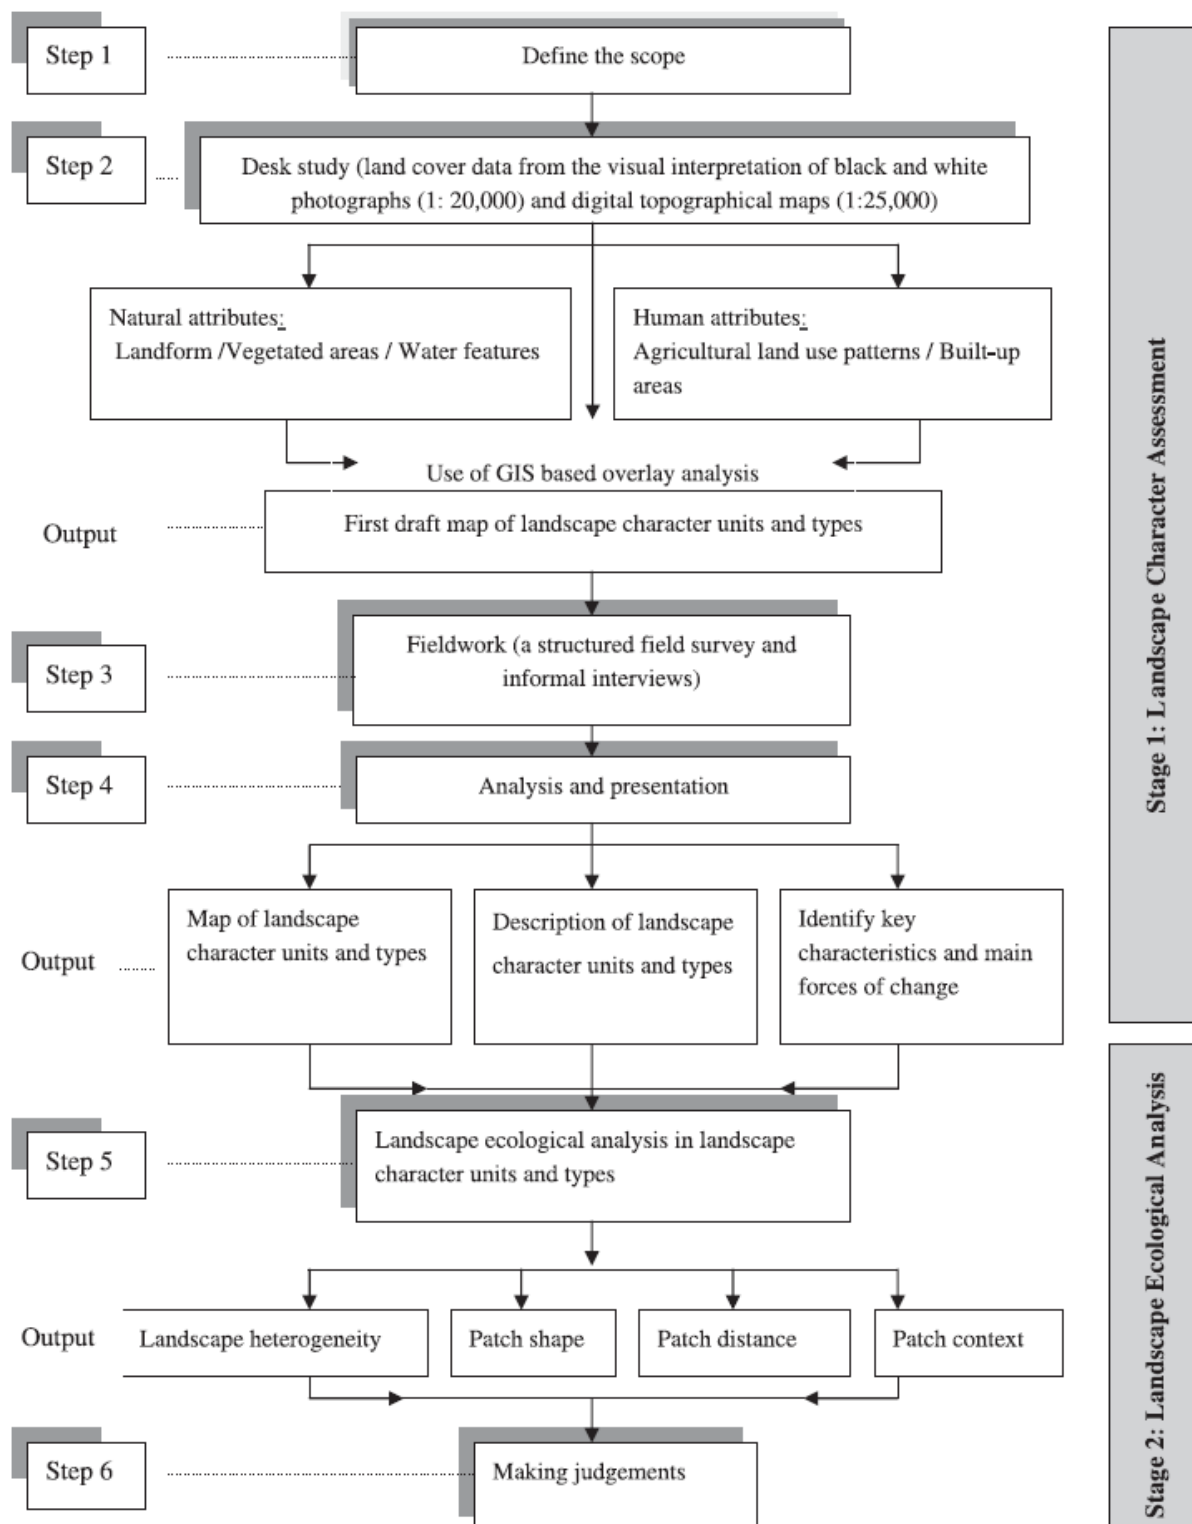 Step 1
Define the scope
Step 2
Desk study (land cover data from the visual interpretation of black and white
photographs (1: 20,000) and digital topographical maps (1:25,000)
Natural attributes:
Landform /Vegetated areas / Water features
Human attributes:
Agricultural land use patterns / Built-up
areas
Use of GIS based overlay analysis
Output
First draft map of landscape character units and types
Step 3
Fieldwork (a structured field survey and
informal interviews)
Step 4
Analysis and presentation
Output
Map of landscape
character units and types
Description of landscape
character units and types
Identify key
characteristics and main
forces of change
Step 5
Landscape ecological analysis in landscape
character units and types
Output
Landscape heterogeneity
Patch shape
Patch distance
Patch context
Step 6
Making judgements
Stage 1: Landscape Character Assessment
Stage 2: Landscape Ecological Analysis